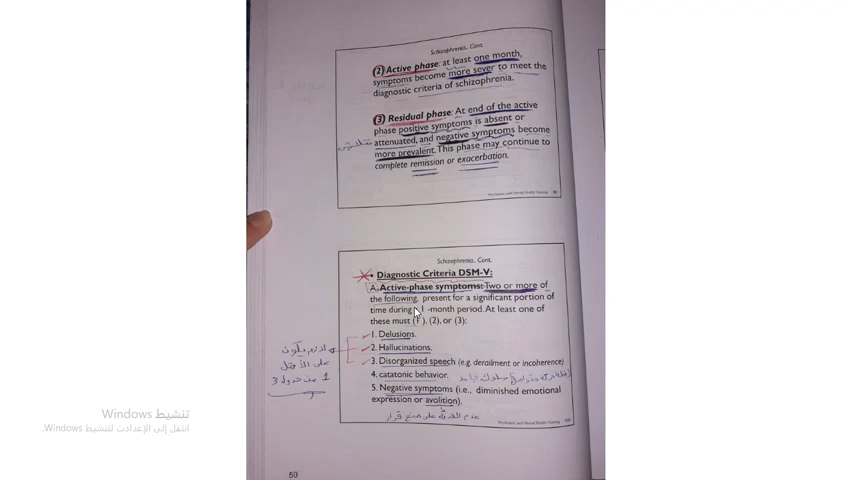 Schizophrenia. Cont.
(2) Active phase: at least one month,
symptoms become more sever to meet the
diagnostic criteria of schizophrenia.
(3) Residual phase: At end of the active
phase positive symptoms is absent or
attenuated, and negative symptoms become
more prevalent. This phase may continue to
complete remission or exacerbation.
Psychiatric and Mental Health Nursing
Schizophrenia. Cont.
• Diagnostic Criteria DSM-V:
A. Active-phase symptoms: Two or more of
the following, present for a significant portion of
time during 1 -month period. At least one of
these must (1), (2), or (3):
1. Delusions.
2. Hallucinations.
3. Disorganized speech (e.g. derailment or incoherence)
4. catatonic behavior.
5. Negative symptoms (i.e., diminished emotional
expression or avolition).
لازم يكون
على الأقل
1 من هدول 3
عدم القدرة على صنع قرار
Psychiatric and Mental Health Nursing
50
تنشيط Windows
انتقل إلى الإعدادات لتنشيط Windows.